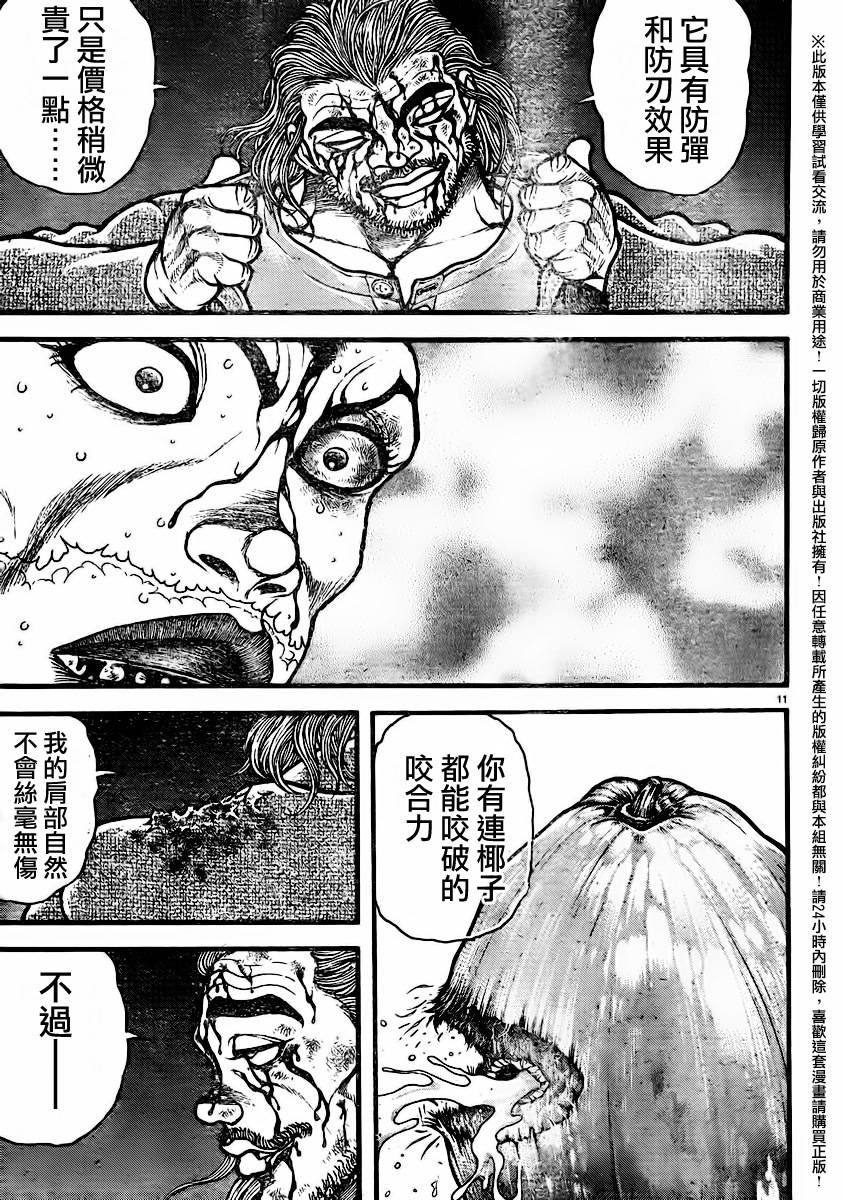 它具有防彈
和防刃效果
只是價格稍微
貴了一點……
11
你有連椰子
都能咬破的
咬合力
我的肩部自然
不會絲毫無傷
不過——
※此版本僅供學習試看交流，請勿用於商業用途！一切版權歸原作者與出版社擁有！因任意轉載所產生的版權糾紛都與本組無關！請24小時內刪除，喜歡這套漫畫請購買正版！